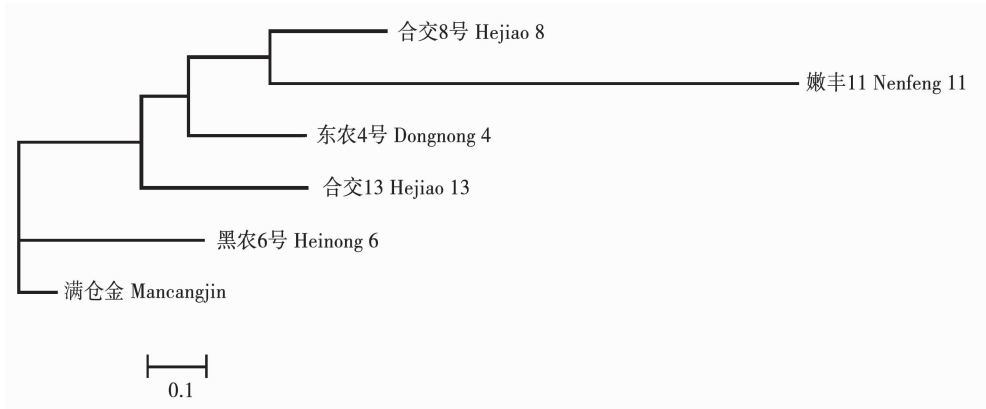 合交8号 Hejiao 8
嫩丰11 Nenfeng 11
东农4号 Dongnong 4
合交13 Hejiao 13
黑农6号 Heinong 6
满仓金 Mancangjin
0.1